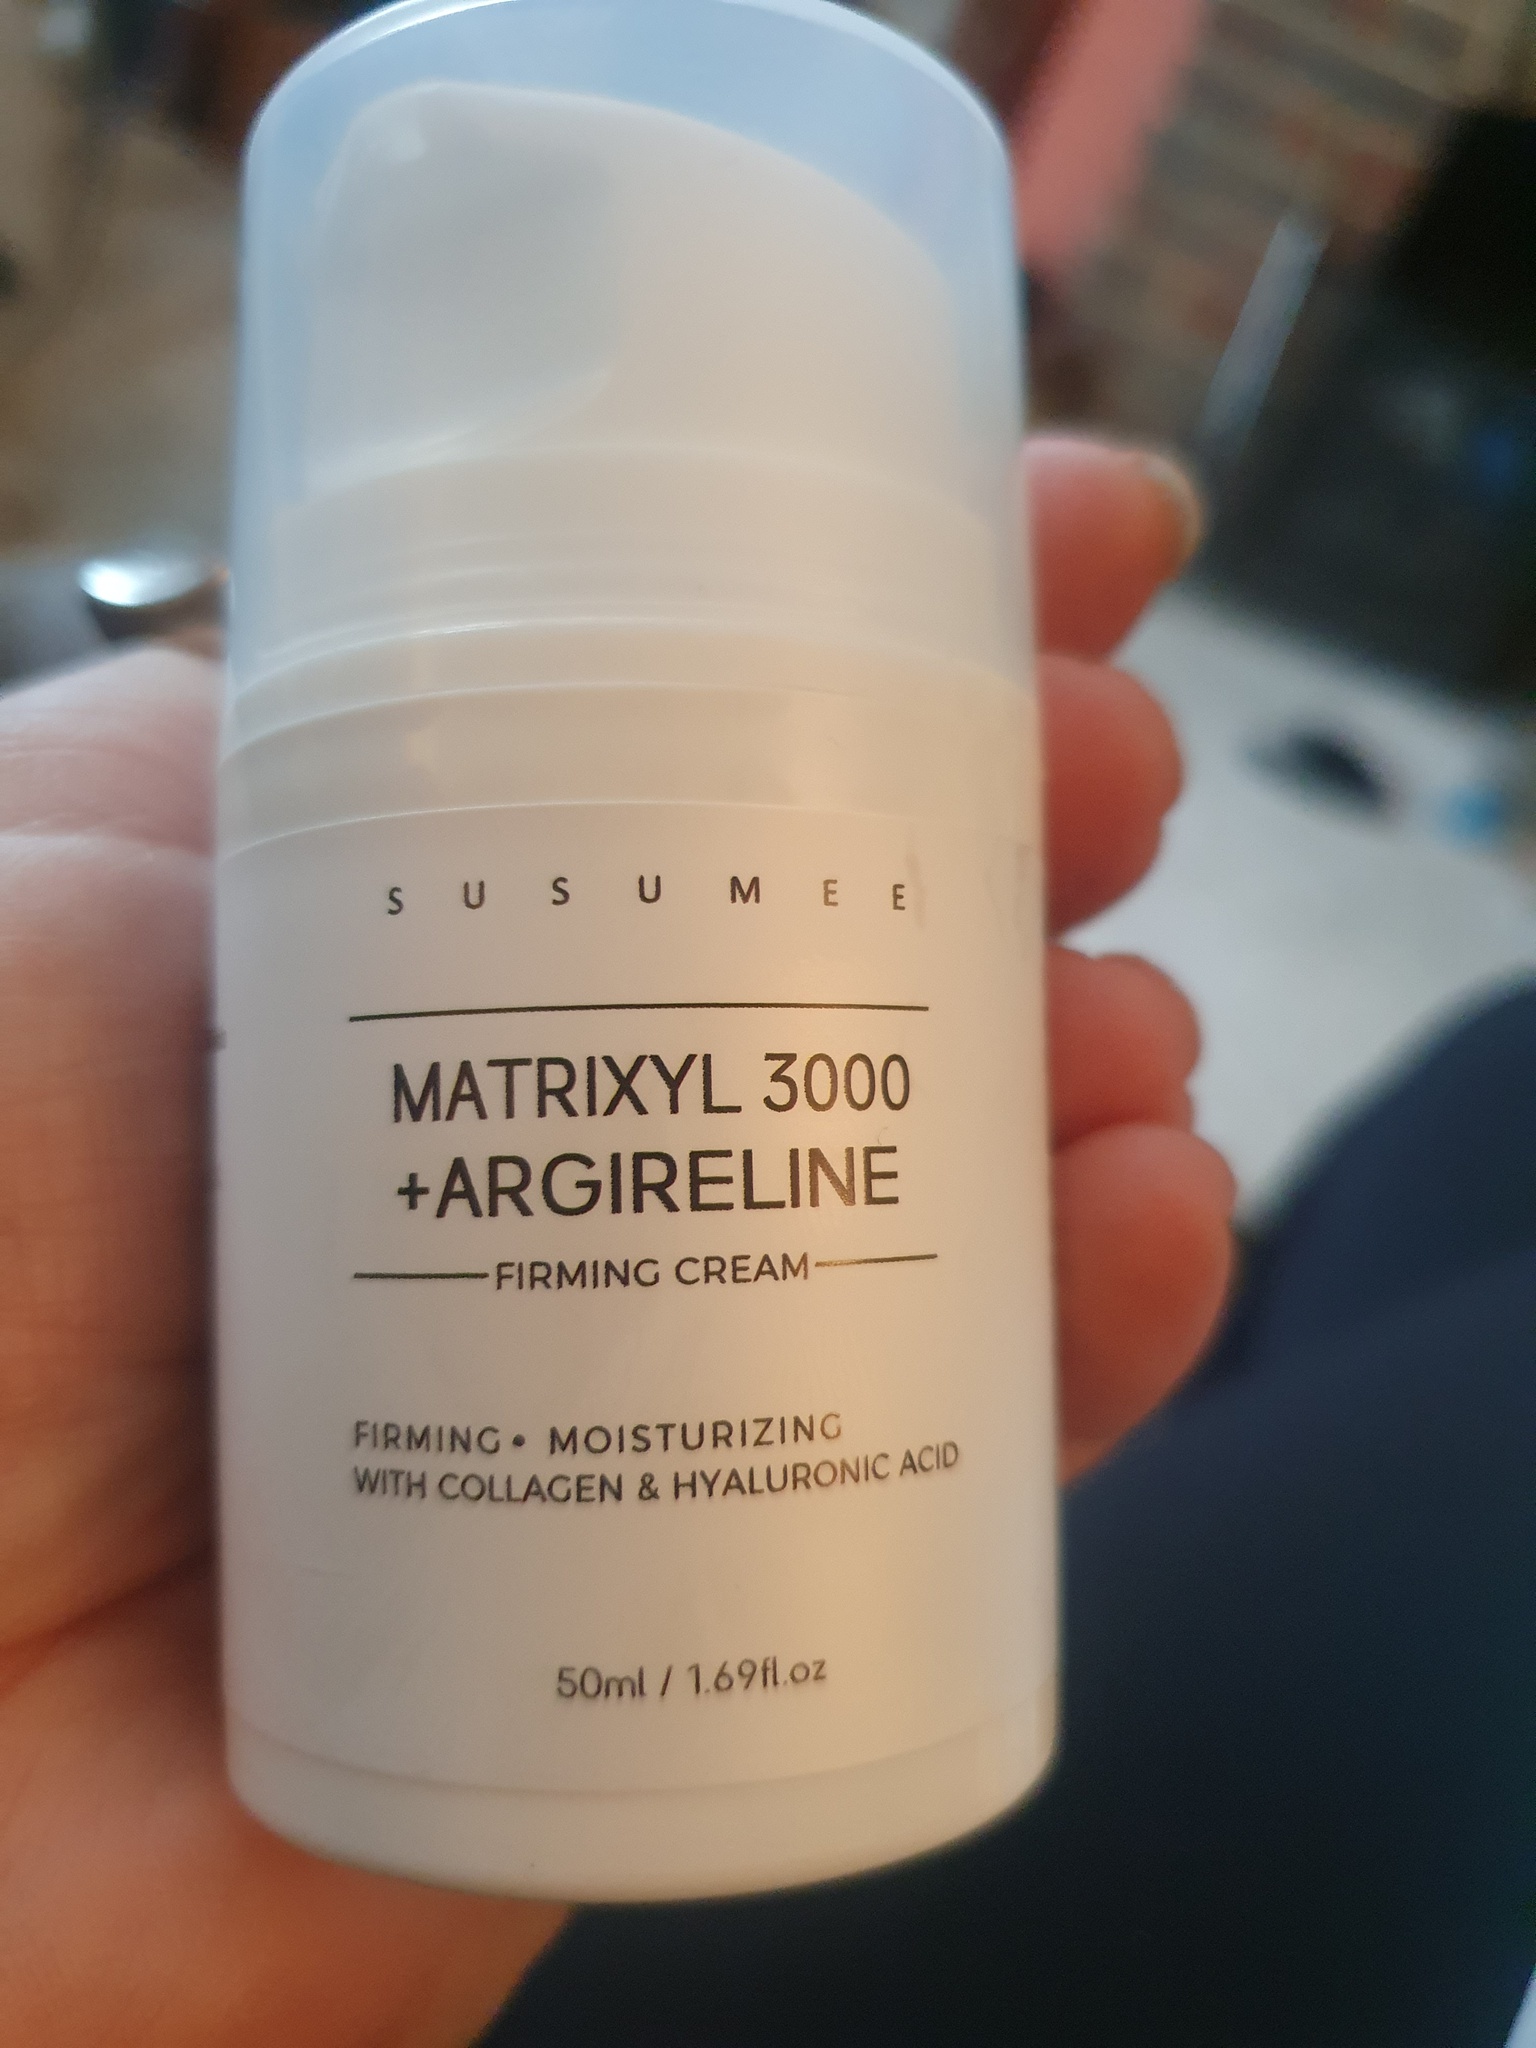 SUSUMEE
MATRIXYL 3000
+ARGIRELINE
FIRMING CREAM
FIRMING• MOISTURIZING
WITH COLLAGEN & HYALURONIC ACID
50ml / 1.69fl.oz